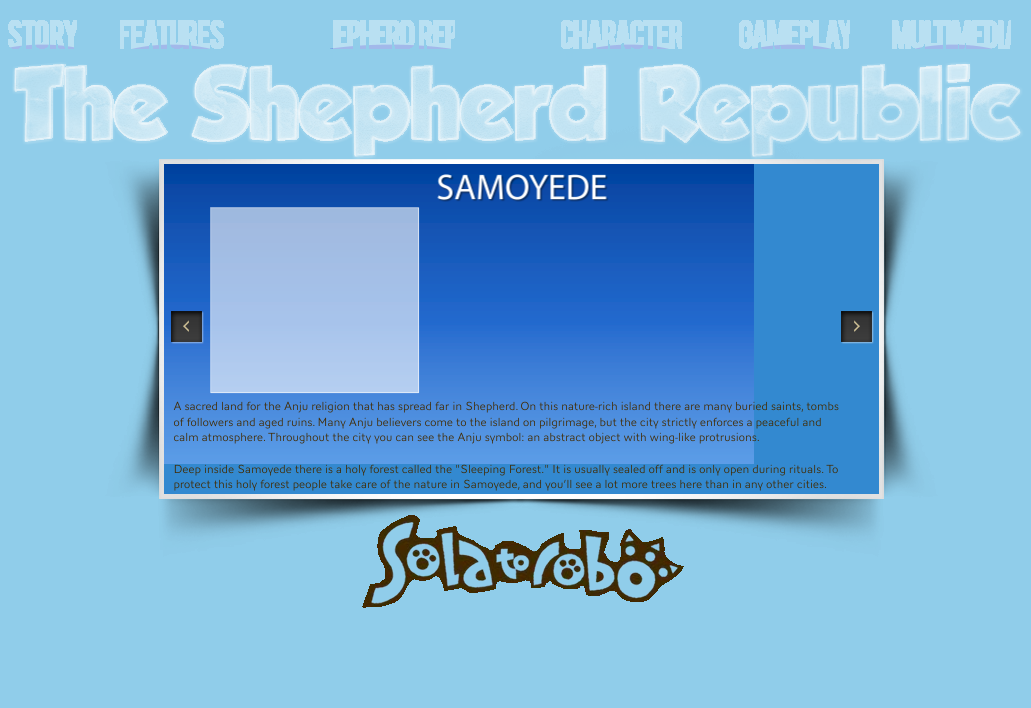 STORY FEATURES EPHERD REP CHARACTER GAMEPLAY MULTIMEDIA
The Shepherd Republic
SAMOYEDE
A sacred land for the Anju religion that has spread far in Shepherd. On this nature-rich island there are many buried saints, tombs
of followers and aged ruins. Many Anju believers come to the island on pilgrimage, but the city strictly enforces a peaceful and
calm atmosphere. Throughout the city you can see the Anju symbol: an abstract object with wing-like protrusions.
Deep inside Samoyede there is a holy forest called the "Sleeping Forest." It is usually sealed off and is only open during rituals. To
protect this holy forest people take care of the nature in Samoyede, and you'll see a lot more trees here than in any other cities.
Solatorobo